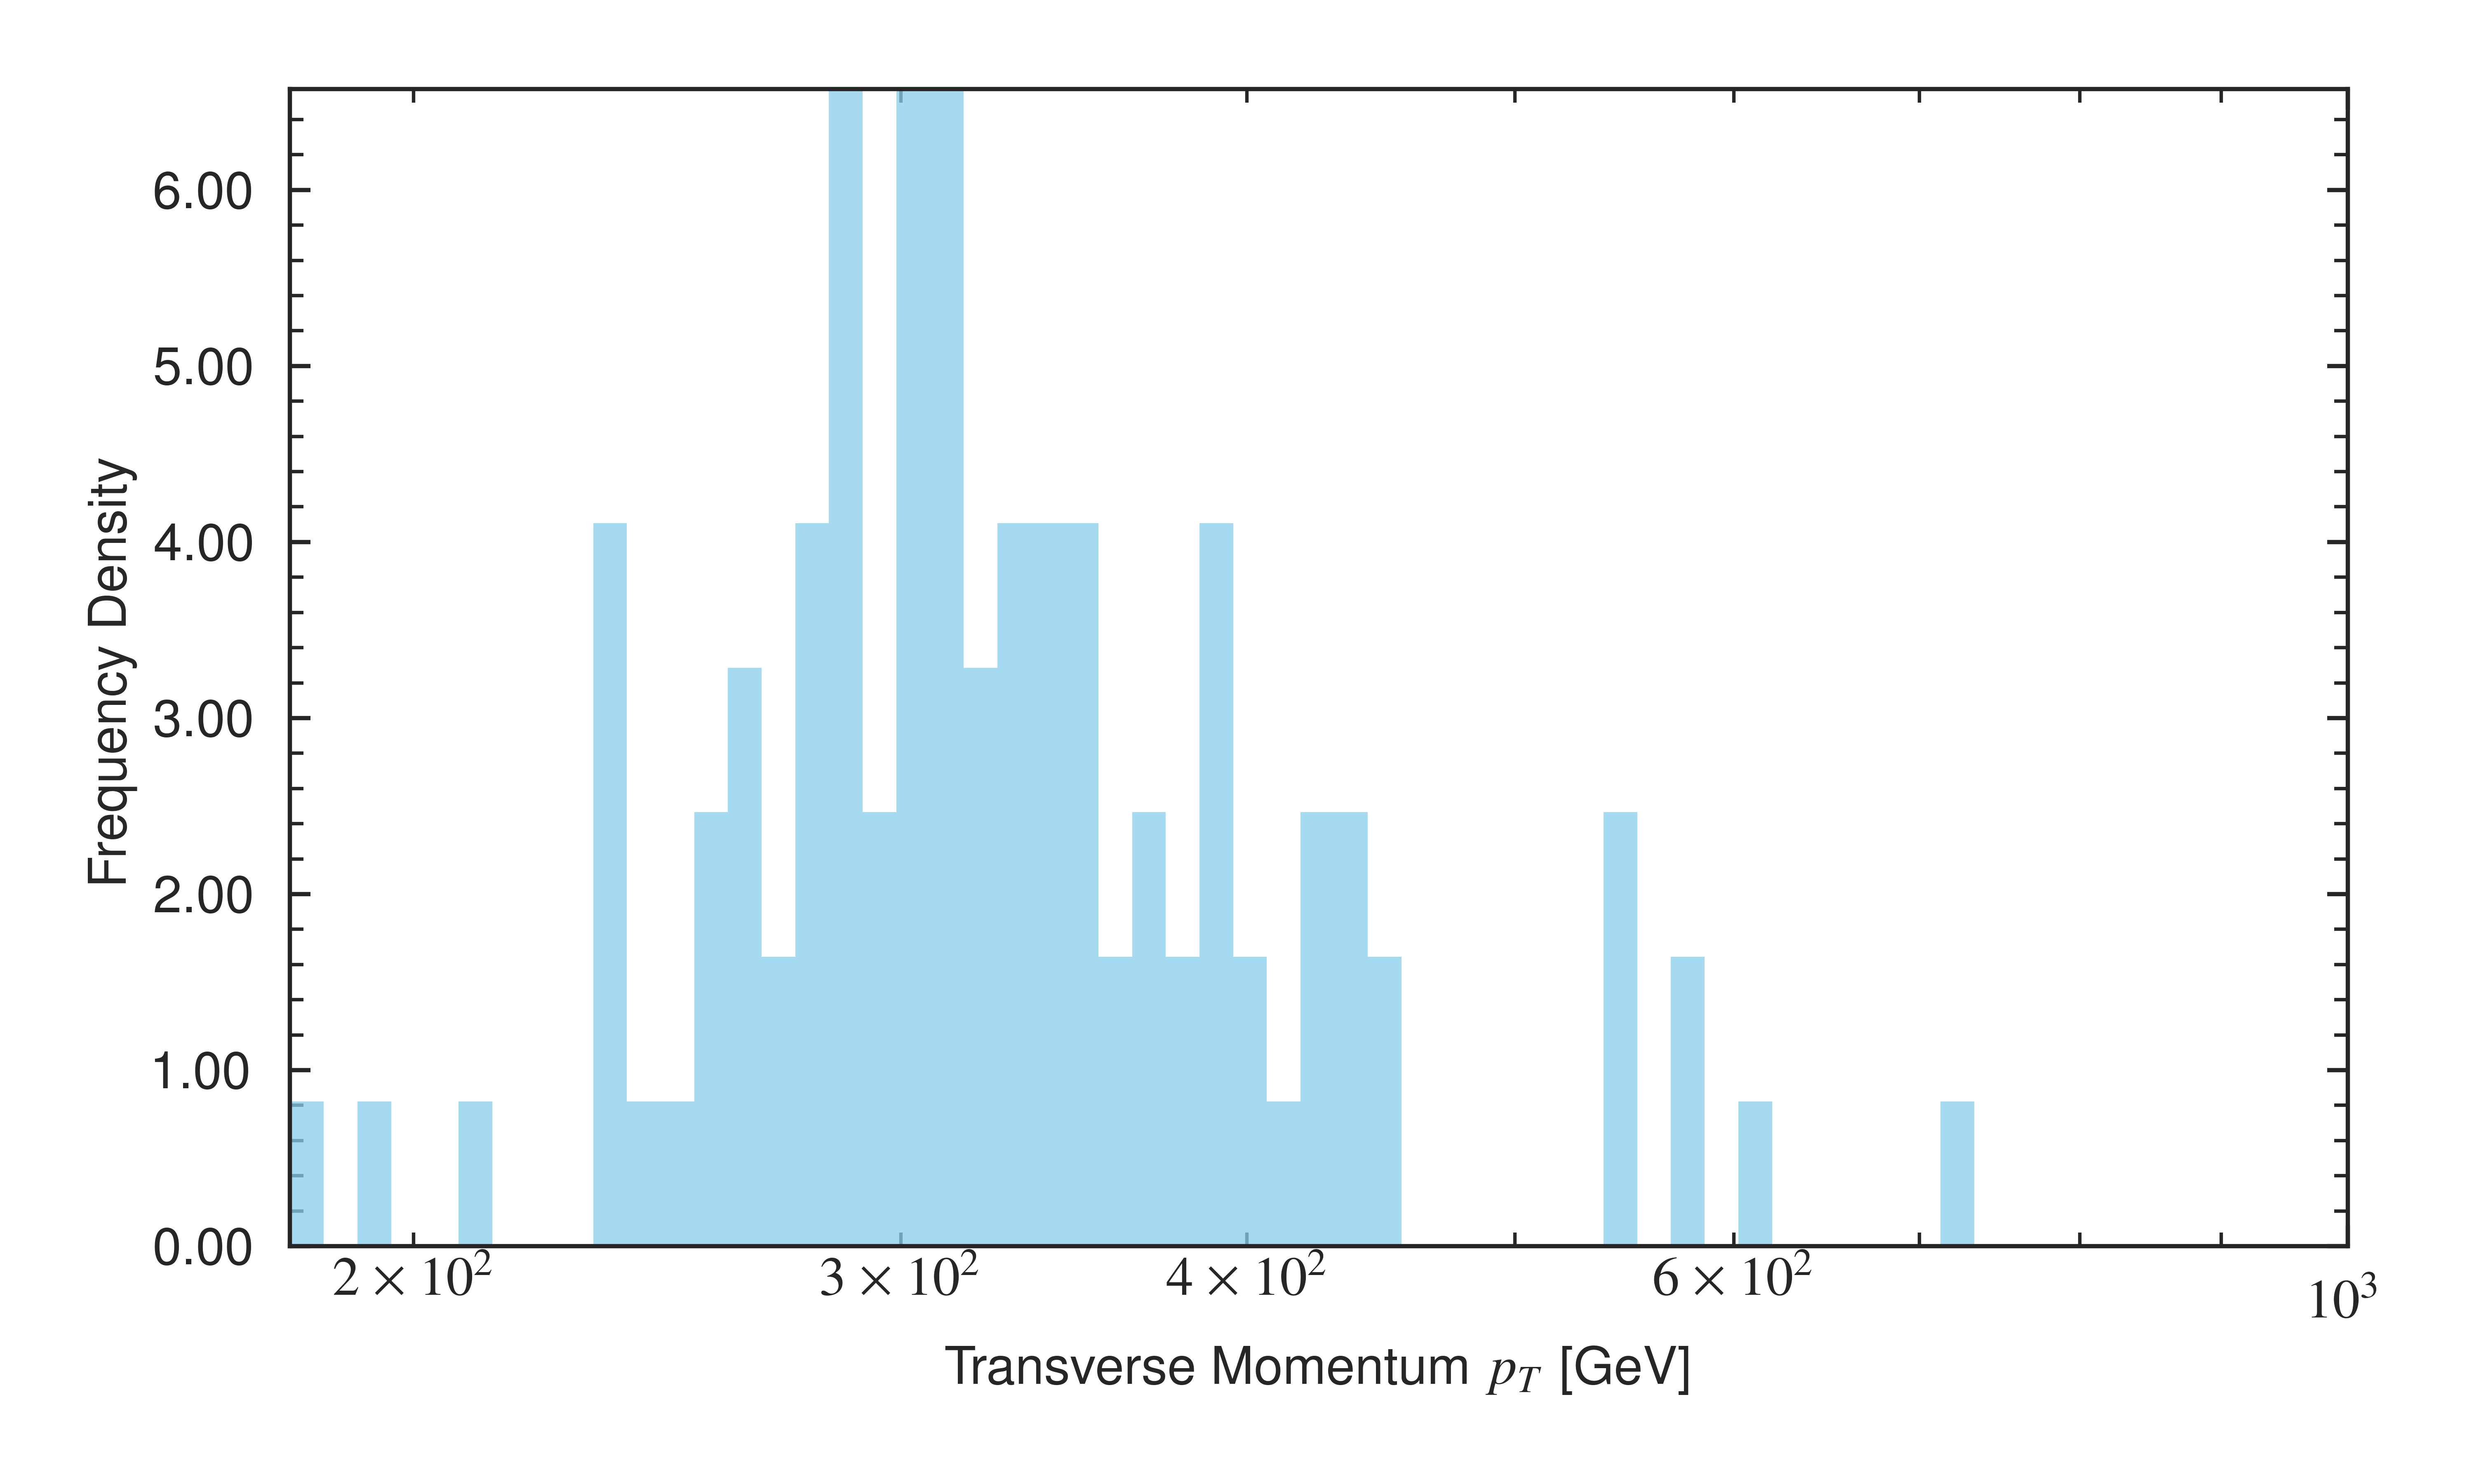 6.00
5.00
4.00
3.00
2.00
1.00
0.00
Frequency Density
2 × 10² 3 × 10² 4 × 10² 6 × 10² 10³
Transverse Momentum p_T [GeV]